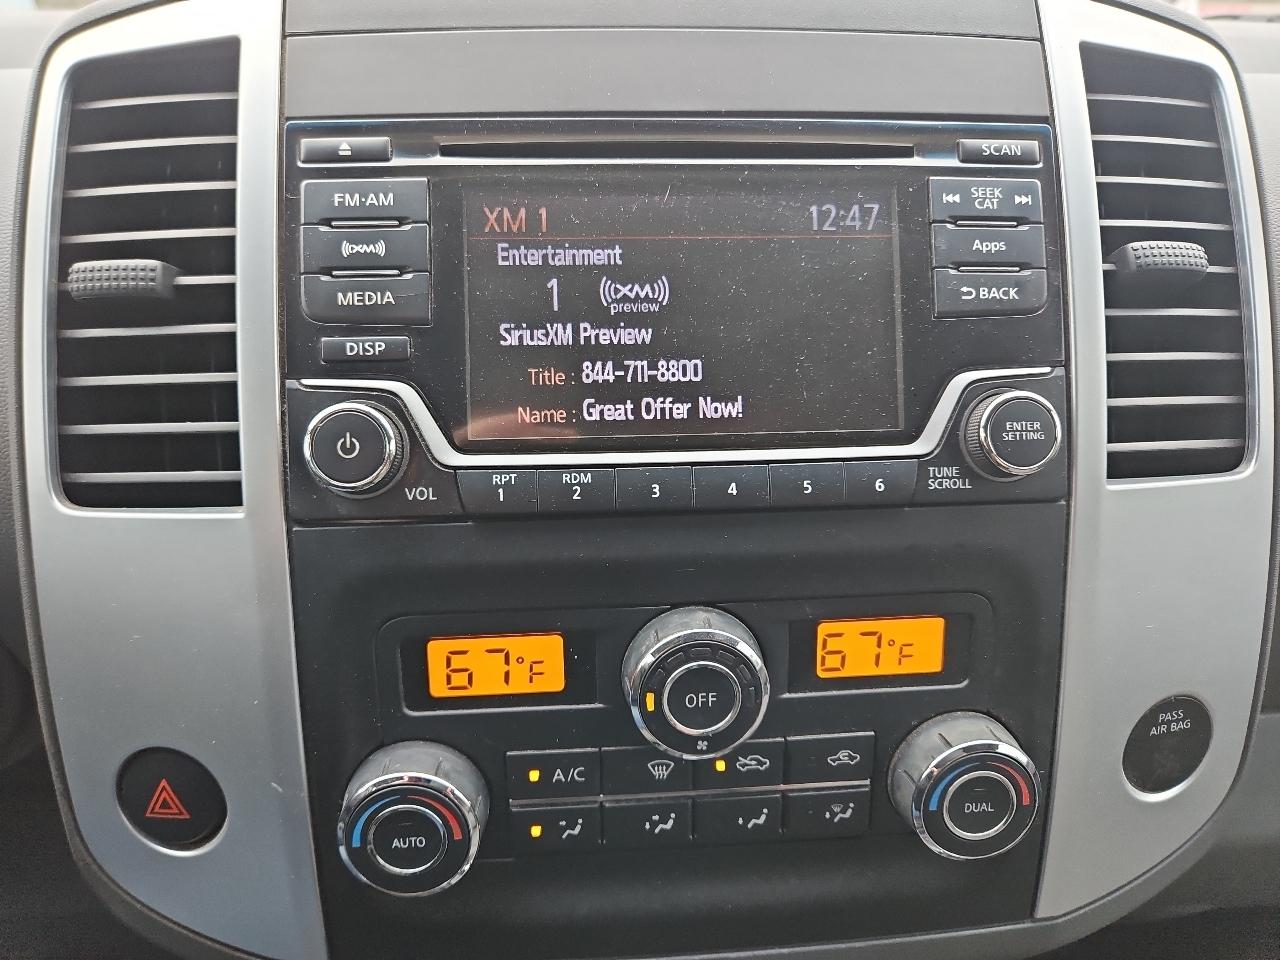 SCAN
FM·AM
SEEK
CAT
XM
Apps
MEDIA
BACK
DISP
XM 1 12:47
Entertainment
1 XM
preview
SiriusXM Preview
Title : 844-711-8800
Name : Great Offer Now!
ENTER
SETTING
VOL
RPT
1
RDM
2
3
4
5
6
TUNE
SCROLL
67°F
OFF
67°F
PASS
AIR BAG
A/C
AUTO
DUAL